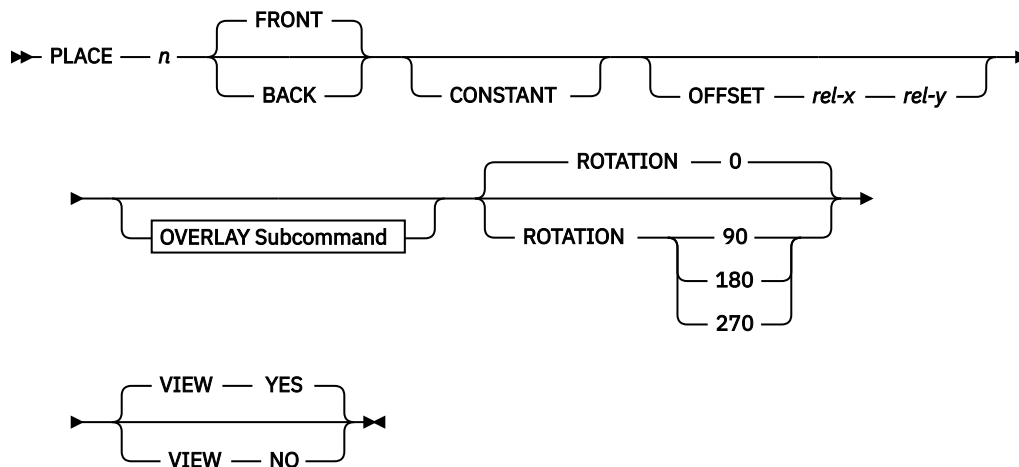 FRONT
PLACE n
BACK
CONSTANT
OFFSET rel-x rel-y
ROTATION 0
OVERLAY Subcommand
ROTATION 90
180
270
VIEW YES
VIEW NO